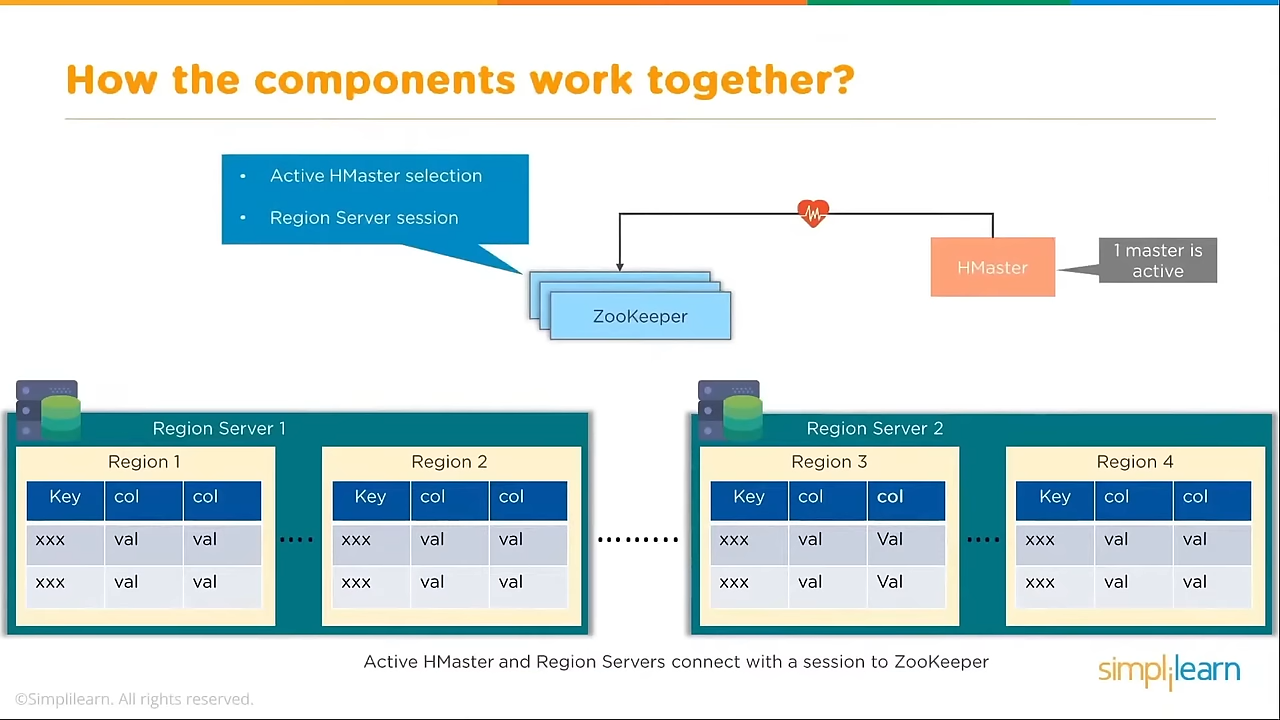 How the components work together?
• Active HMaster selection
• Region Server session
HMaster
1 master is
active
ZooKeeper
Region Server 1
Region 1
Key col col
xxx val val
xxx val val
Region 2
Key col col
xxx val val
xxx val val
Region Server 2
Region 3
Key col col
xxx val Val
xxx val Val
Region 4
Key col col
xxx val val
xxx val val
Active HMaster and Region Servers connect with a session to ZooKeeper
simplilearn
©Simplilearn. All rights reserved.